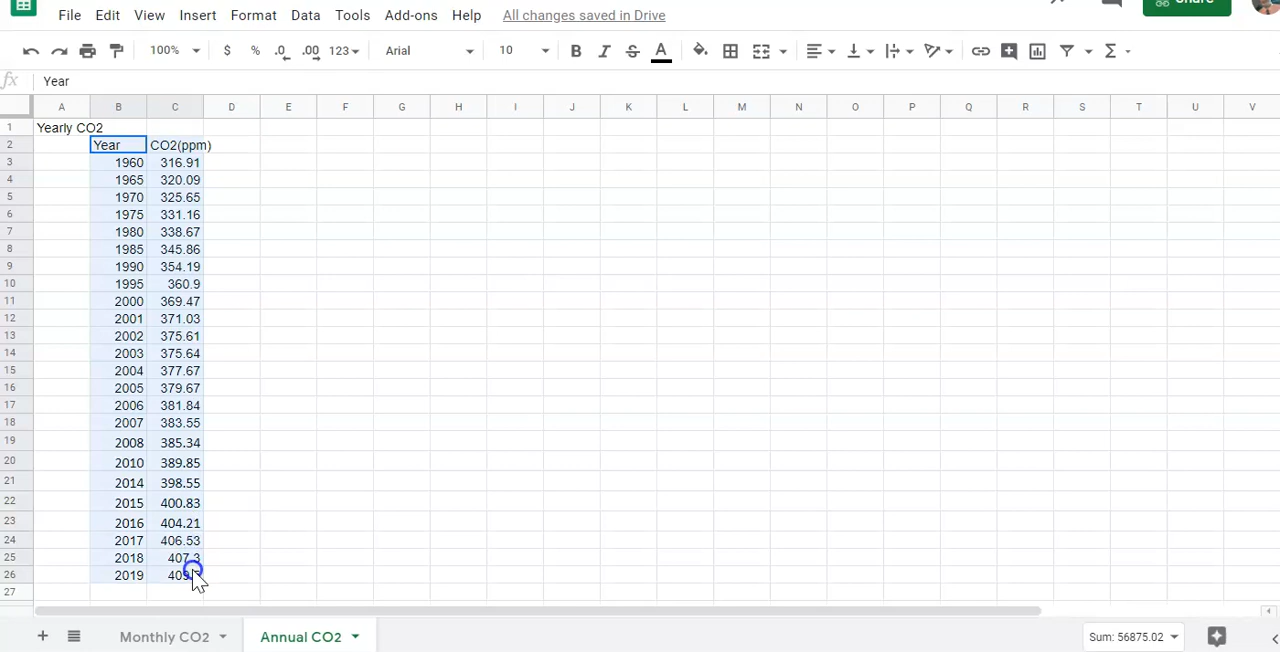 File Edit View Insert Format Data Tools Add-ons Help All changes saved in Drive
100% $ % .0 .00 123 Arial 10 B I S A Σ
fx Year
A B C D E F G H I J K L M N O P Q R S T U V
1 Yearly CO2
2 Year CO2(ppm)
3 1960 316.91
4 1965 320.09
5 1970 325.65
6 1975 331.16
7 1980 338.67
8 1985 345.86
9 1990 354.19
10 1995 360.9
11 2000 369.47
12 2001 371.03
13 2002 375.61
14 2003 375.64
15 2004 377.67
16 2005 379.67
17 2006 381.84
18 2007 383.55
19 2008 385.34
20 2010 389.85
21 2014 398.55
22 2015 400.83
23 2016 404.21
24 2017 406.53
25 2018 407.3
26 2019
27
+ Monthly CO2 Annual CO2 Sum: 56875.02